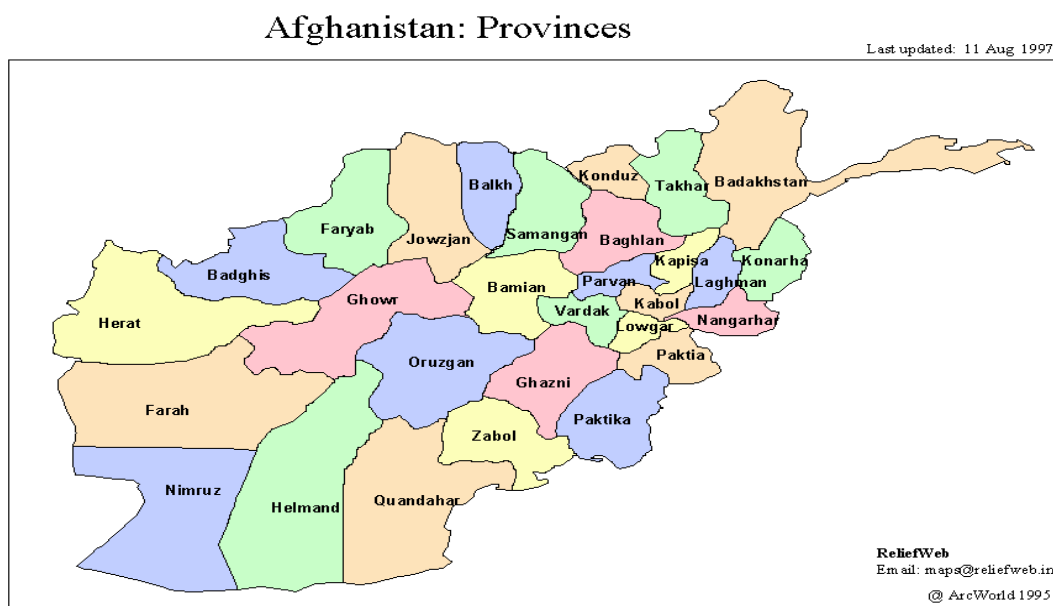 Afghanistan: Provinces
Last updated: 11 Aug 1997
Konduz
Takhar
Badakhstan
Balkh
Faryab
Jowzjan
Samangan
Baghlan
Kapisa
Konarha
Badghis
Bamian
Parvan
Laghman
Ghowr
Vardak
Kabol
Herat
Lowgar
Nangarhar
Oruzgan
Ghazni
Paktia
Farah
Paktika
Zabol
Nimruz
Helmand
Quandahar
ReliefWeb
Email: maps@reliefweb.in
@ ArcWorld 1995